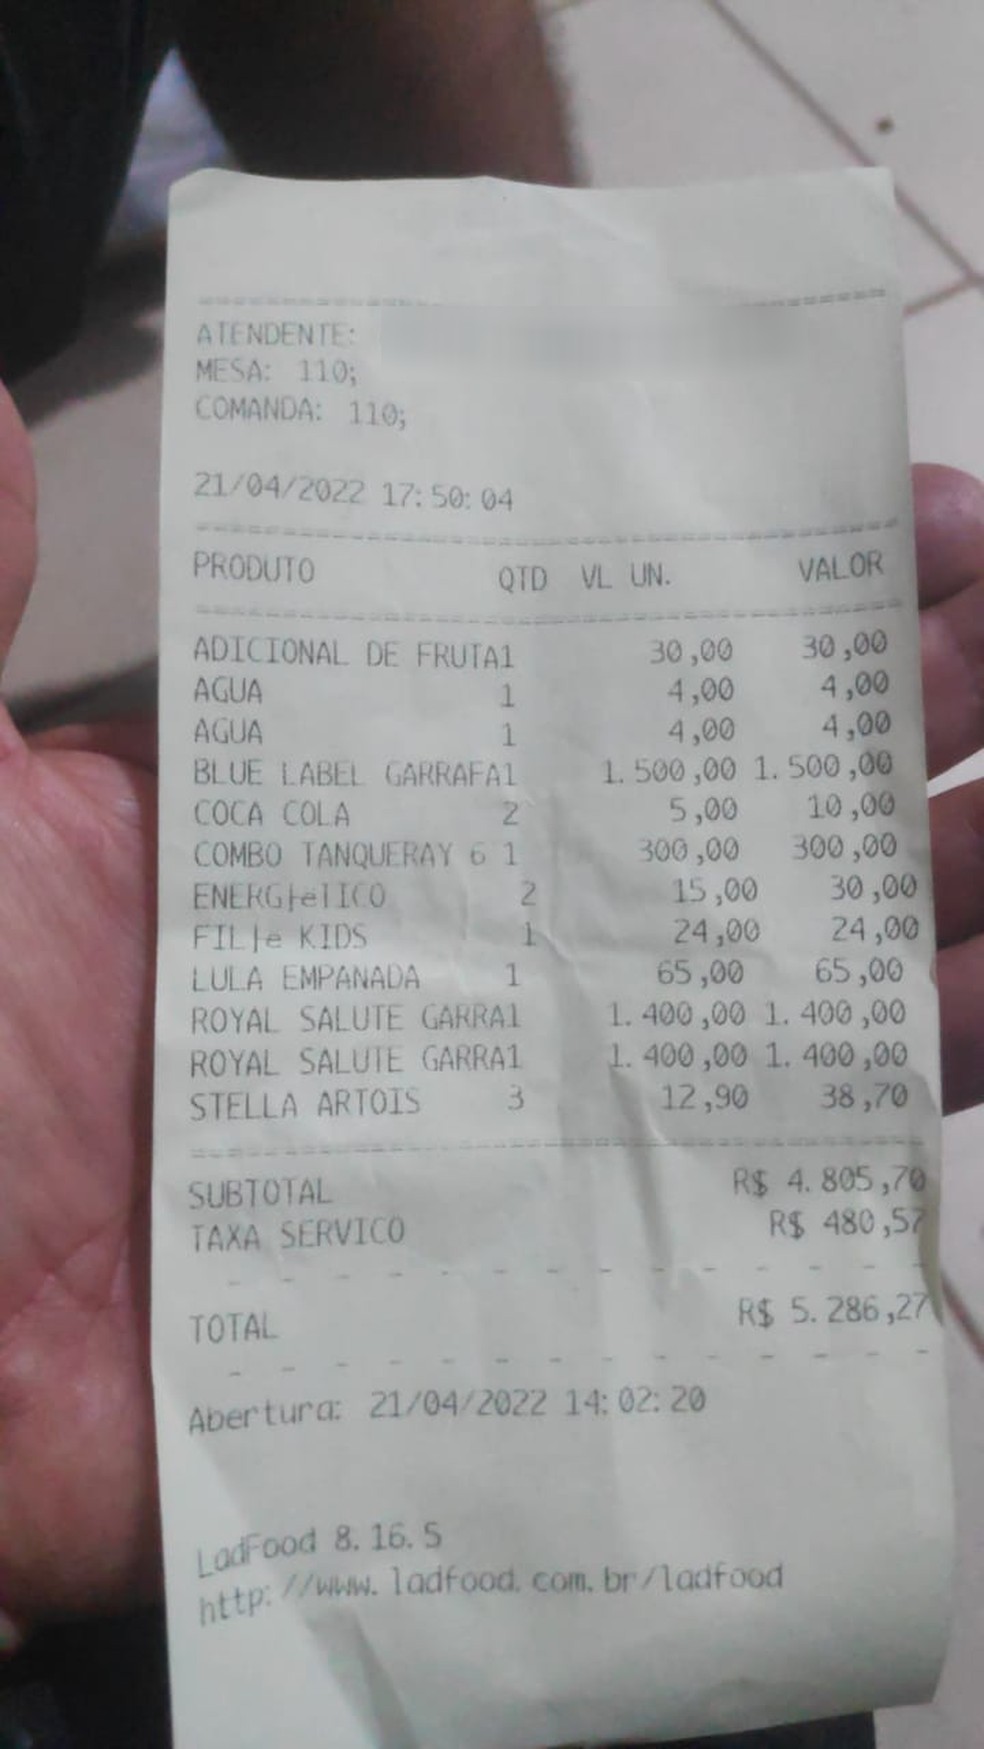 ATENDENTE:
MESA: 110;
COMANDA: 110;
21/04/2022 17:50:04
PRODUTO QTD VL UN. VALOR
ADICIONAL DE FRUTA1 30,00 30,00
AGUA 1 4,00 4,00
AGUA 1 4,00 4,00
BLUE LABEL GARRAFA1 1.500,00 1.500,00
COCA COLA 2 5,00 10,00
COMBO TANQUERAY 6 1 300,00 300,00
ENERG├eTICO 2 15,00 30,00
FIL├e KIDS 1 24,00 24,00
LULA EMPANADA 1 65,00 65,00
ROYAL SALUTE GARRA1 1.400,00 1.400,00
ROYAL SALUTE GARRA1 1.400,00 1.400,00
STELLA ARTOIS 3 12,90 38,70
SUBTOTAL R$ 4.805,70
TAXA SERVICO R$ 480,57
TOTAL R$ 5.286,27
Abertura: 21/04/2022 14:02:20
LadFood 8.16.5
http://www.ladfood.com.br/ladfood